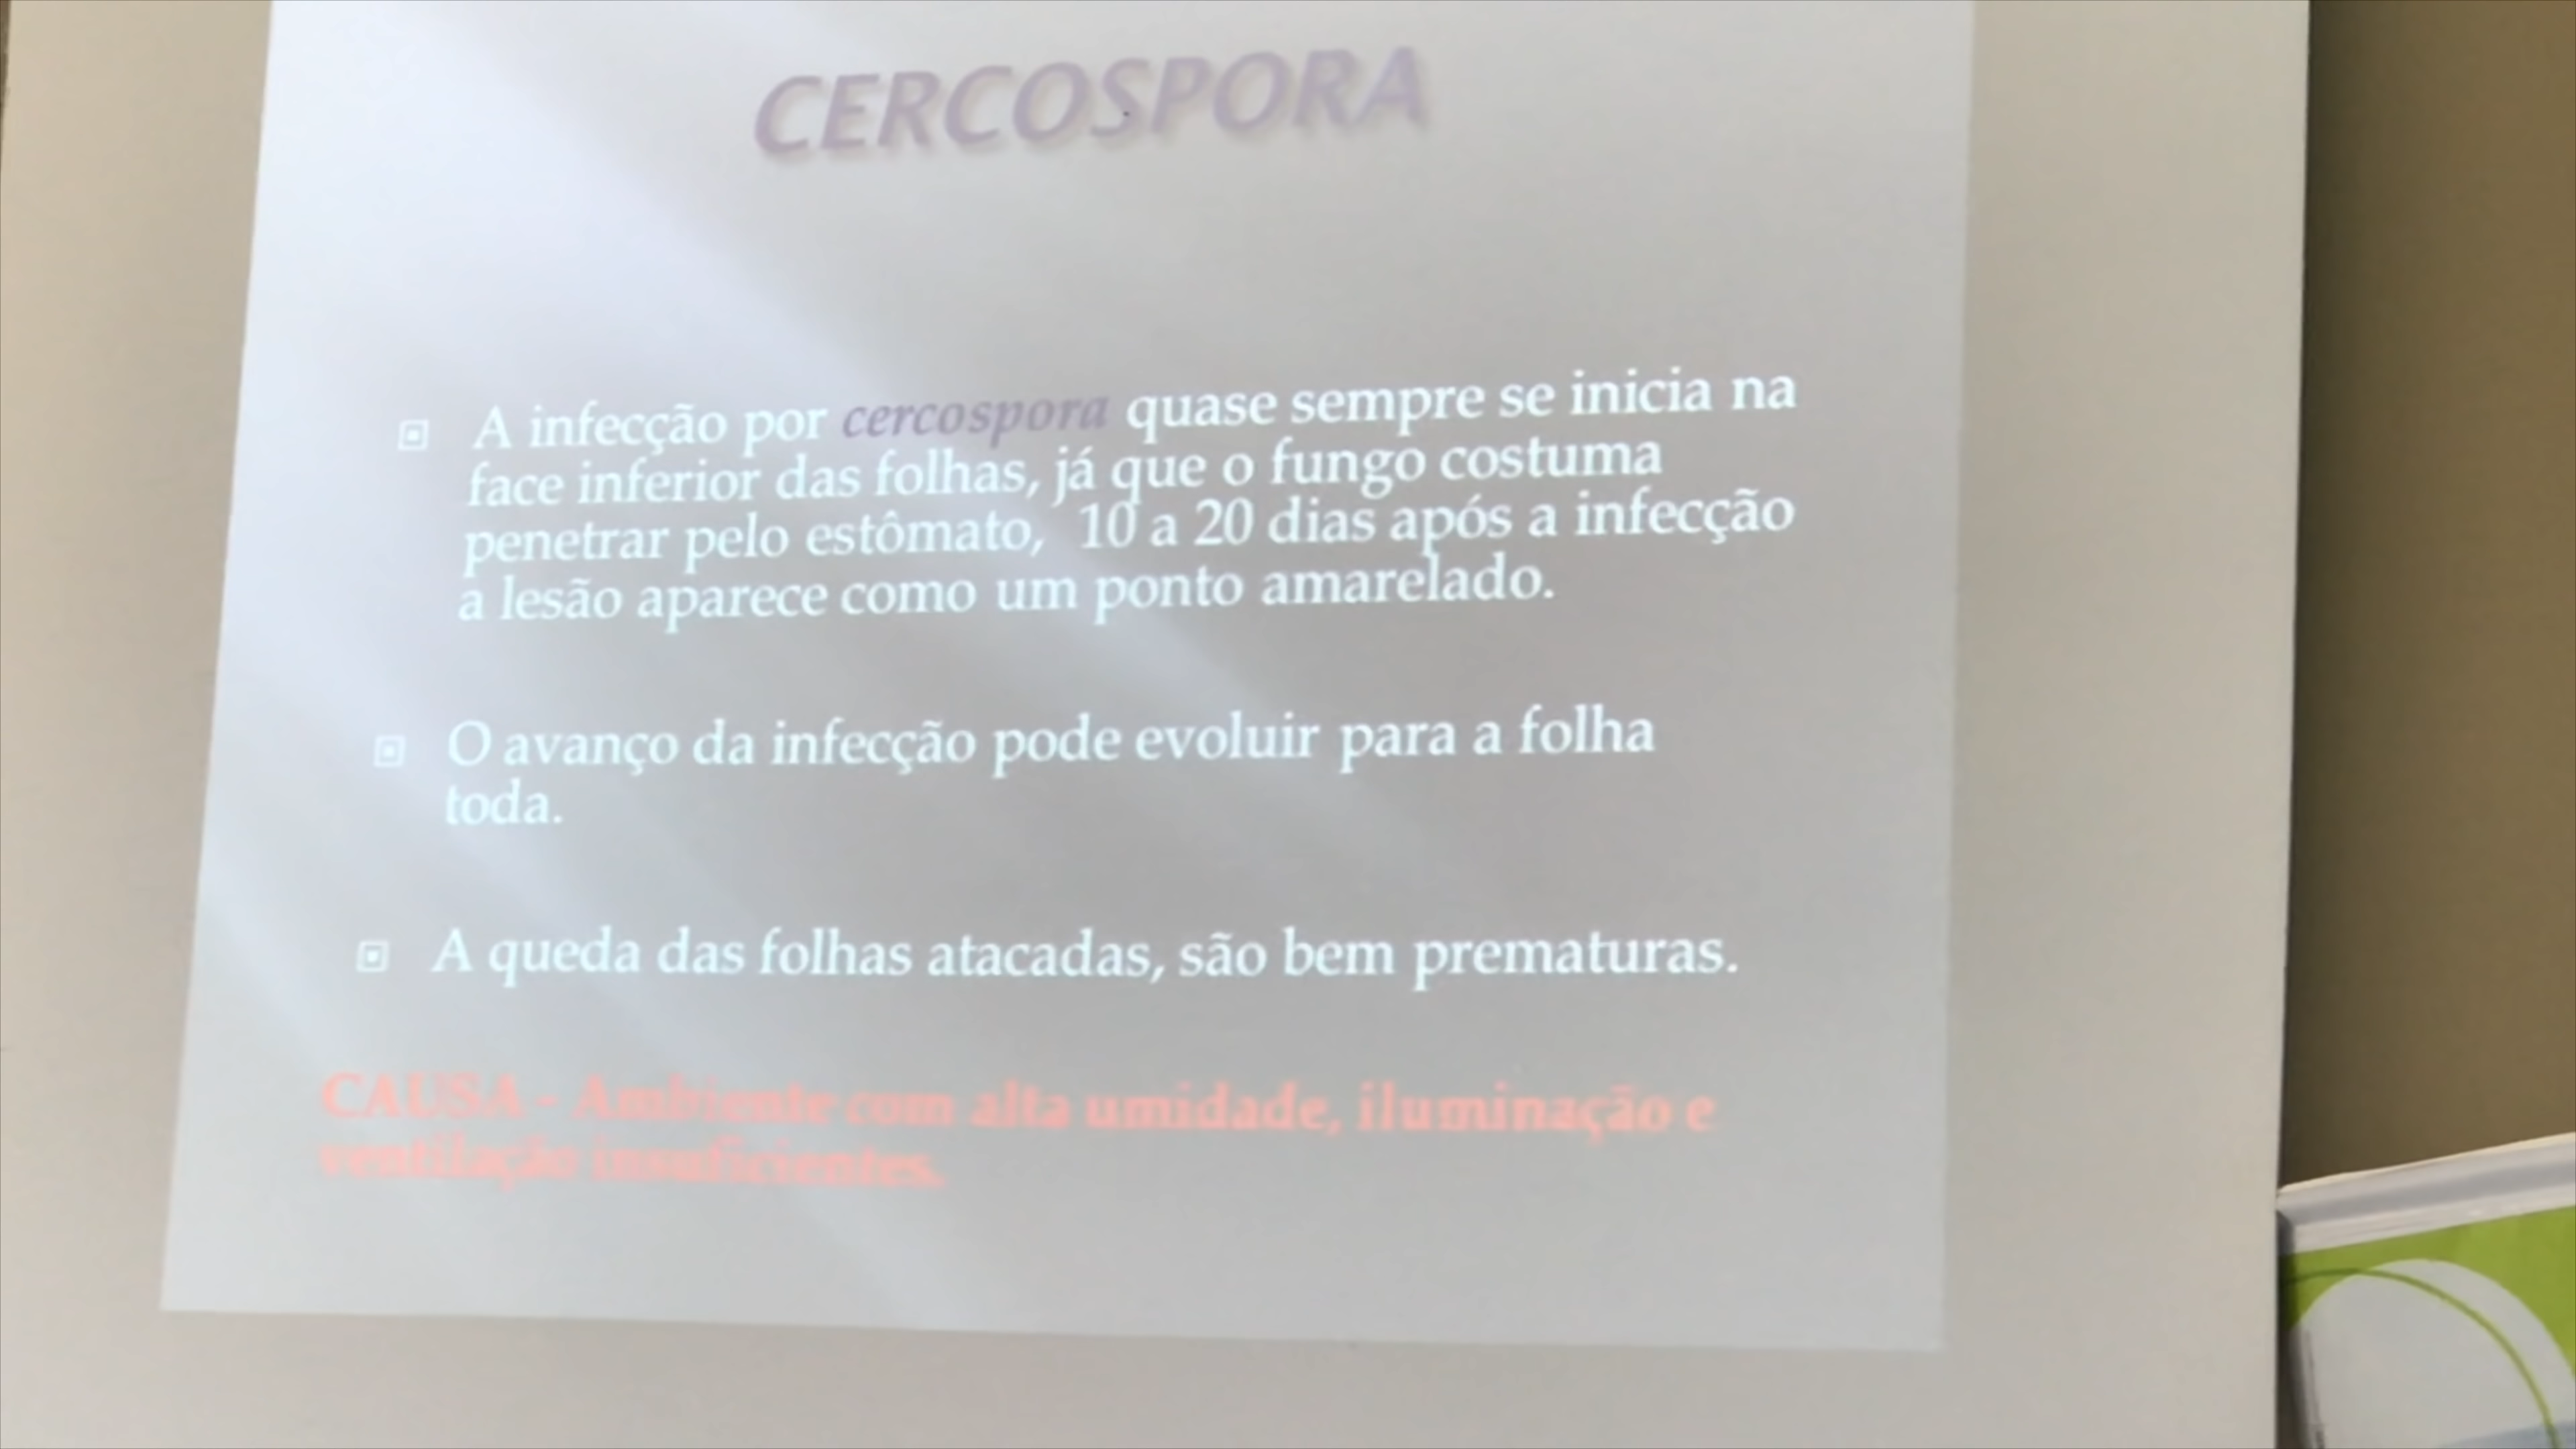 CERCOSPORA
A infecção por cercospora quase sempre se inicia na
face inferior das folhas, já que o fungo costuma
penetrar pelo estômato, 10 a 20 dias após a infecção
a lesão aparece como um ponto amarelado.
O avanço da infecção pode evoluir para a folha
toda.
A queda das folhas atacadas, são bem prematuras.
CAUSA - Ambiente com alta umidade, iluminação e
ventilação insuficientes.